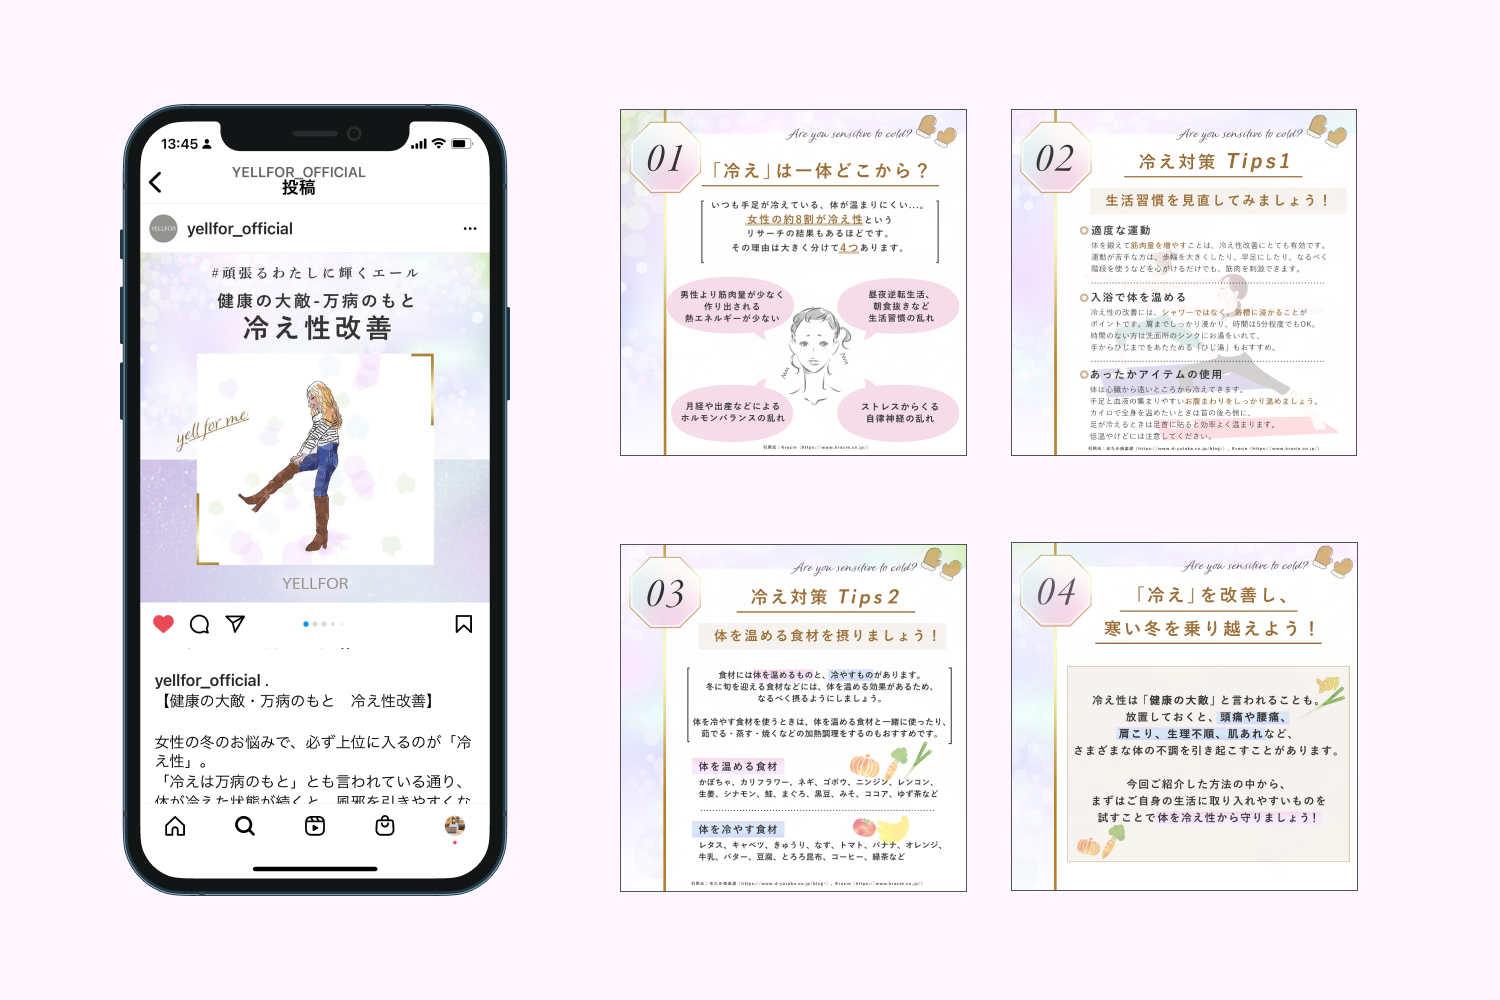 13:45
YELLFOR_OFFICIAL
投稿
YELLFOR
yellfor_official
#頑張るわたしに輝くエール
健康の大敵-万病のもと
冷え性改善
yell for me
YELLFOR
yellfor_official .
【健康の大敵・万病のもと　冷え性改善】
女性の冬のお悩みで、必ず上位に入るのが「冷
え性」。
「冷えは万病のもと」とも言われている通り、
体が冷えた状態が続くと、風邪を引きやすくな
Are you sensitive to cold?
01
「冷え」は一体どこから？
いつも手足が冷えている、体が温まりにくい…。
女性の約8割が冷え性という
リサーチの結果もあるほどです。
その理由は大きく分けて4つあります。
男性より筋肉量が少なく
作り出される
熱エネルギーが少ない
昼夜逆転生活、
朝食抜きなど
生活習慣の乱れ
月経や出産などによる
ホルモンバランスの乱れ
ストレスからくる
自律神経の乱れ
引用元：Kracie（https://www.kracie.co.jp/）
Are you sensitive to cold?
02
冷え対策 Tips1
生活習慣を見直してみましょう！
適度な運動
体を鍛えて筋肉量を増やすことは、冷え性改善にとても有効です。
運動が苦手な方は、歩幅を大きくしたり、早足にしたり、なるべく
階段を使うなどを心がけるだけでも、筋肉を刺激できます。
入浴で体を温める
冷え性の改善には、シャワーではなく、浴槽に浸かることが
ポイントです。肩までしっかり浸かり、時間は5分程度でもOK。
時間のない方は洗面所のシンクにお湯をいれて、
手からひじまでをあたためる「ひじ湯」もおすすめ。
あったかアイテムの使用
体は心臓から遠いところから冷えてきます。
手足と血液の集まりやすいお腹まわりをしっかり温めましょう。
カイロで全身を温めたいときは首の後ろ側に、
足が冷えるときは足首に貼ると効率よく温まります。
低温やけどには注意してください。
引用元：ゆたか倶楽部（https://www.d-yutaka.co.jp/blog/）, Kracie（https://www.kracie.co.jp/）
Are you sensitive to cold?
03
冷え対策 Tips2
体を温める食材を摂りましょう！
食材には体を温めるものと、冷やすものがあります。
冬に旬を迎える食材などには、体を温める効果があるため、
なるべく摂るようにしましょう。
体を冷やす食材を使うときは、体を温める食材と一緒に使ったり、
茹でる・蒸す・焼くなどの加熱調理をするのもおすすめです。
体を温める食材
かぼちゃ、カリフラワー、ネギ、ゴボウ、ニンジン、レンコン、
生姜、シナモン、鮭、まぐろ、黒豆、みそ、ココア、ゆず茶など
体を冷やす食材
レタス、キャベツ、きゅうり、なす、トマト、バナナ、オレンジ、
牛乳、バター、豆腐、とろろ昆布、コーヒー、緑茶など
引用元：ゆたか倶楽部（https://www.d-yutaka.co.jp/blog/）, Kracie（https://www.kracie.co.jp/）
Are you sensitive to cold?
04
「冷え」を改善し、
寒い冬を乗り越えよう！
冷え性は「健康の大敵」と言われることも。
放置しておくと、頭痛や腰痛、
肩こり、生理不順、肌あれなど、
さまざまな体の不調を引き起こすことがあります。
今回ご紹介した方法の中から、
まずはご自身の生活に取り入れやすいものを
試すことで体を冷え性から守りましょう！